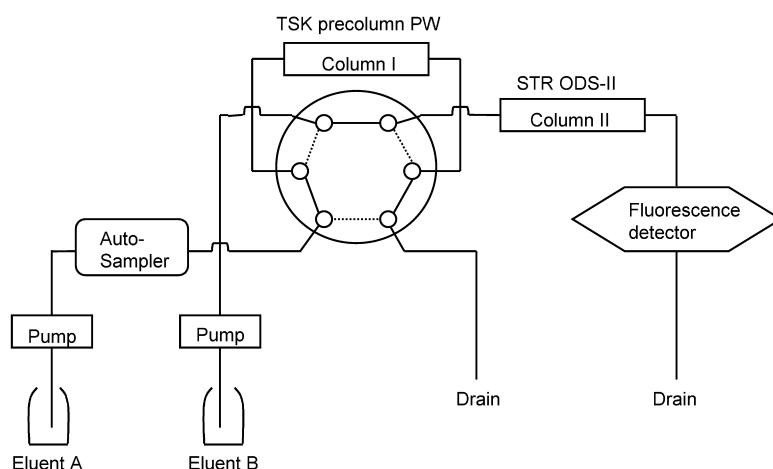 TSK precolumn PW
Column I
STR ODS-II
Column II
Auto-
Sampler
Fluorescence
detector
Pump
Pump
Drain
Drain
Eluent A
Eluent B